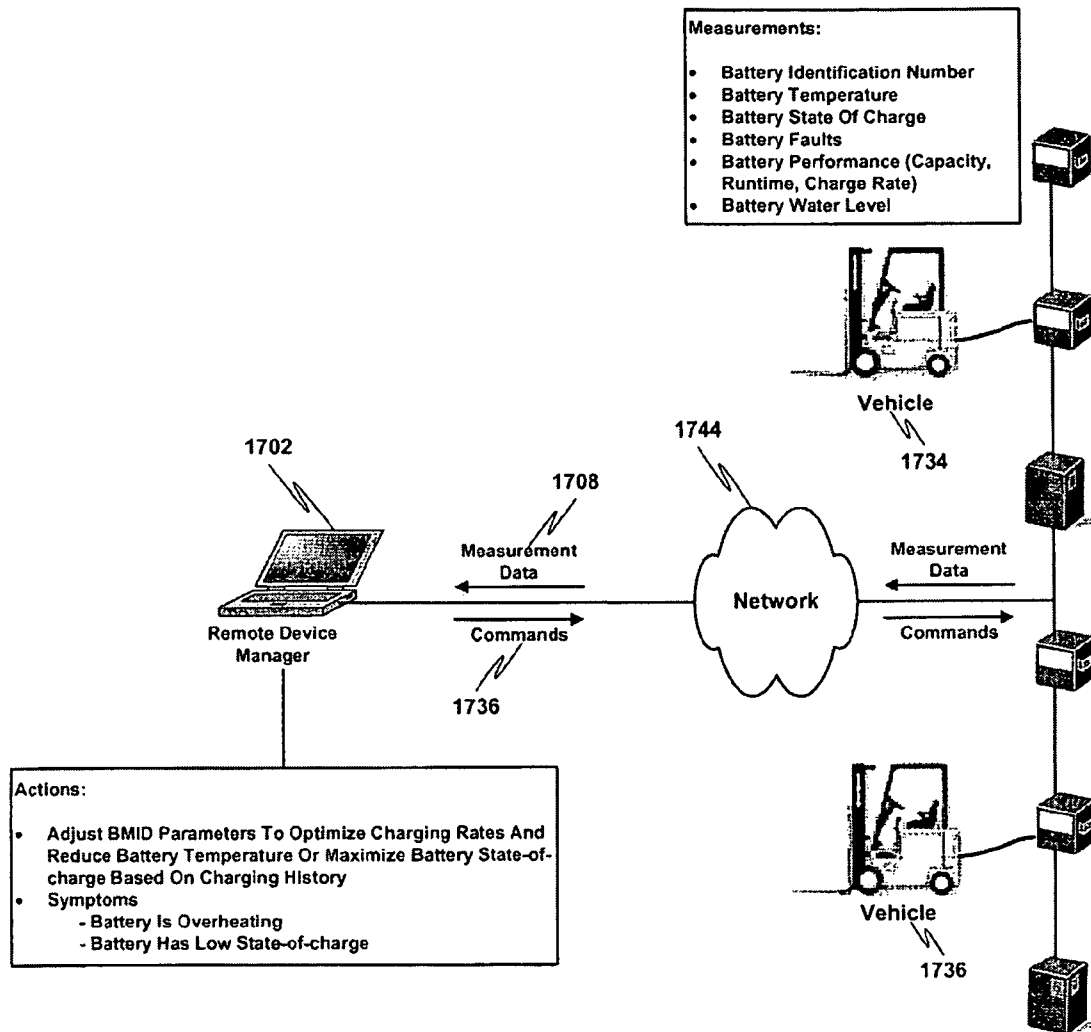 Measurements:
• Battery Identification Number
• Battery Temperature
• Battery State Of Charge
• Battery Faults
• Battery Performance (Capacity,
Runtime, Charge Rate)
• Battery Water Level
Vehicle
1734
1702
1708
1744
Measurement
Data
Commands
1736
Remote Device
Manager
Network
Measurement
Data
Commands
Actions:
• Adjust BMID Parameters To Optimize Charging Rates And
Reduce Battery Temperature Or Maximize Battery State-of-
charge Based On Charging History
• Symptoms
- Battery Is Overheating
- Battery Has Low State-of-charge
Vehicle
1736